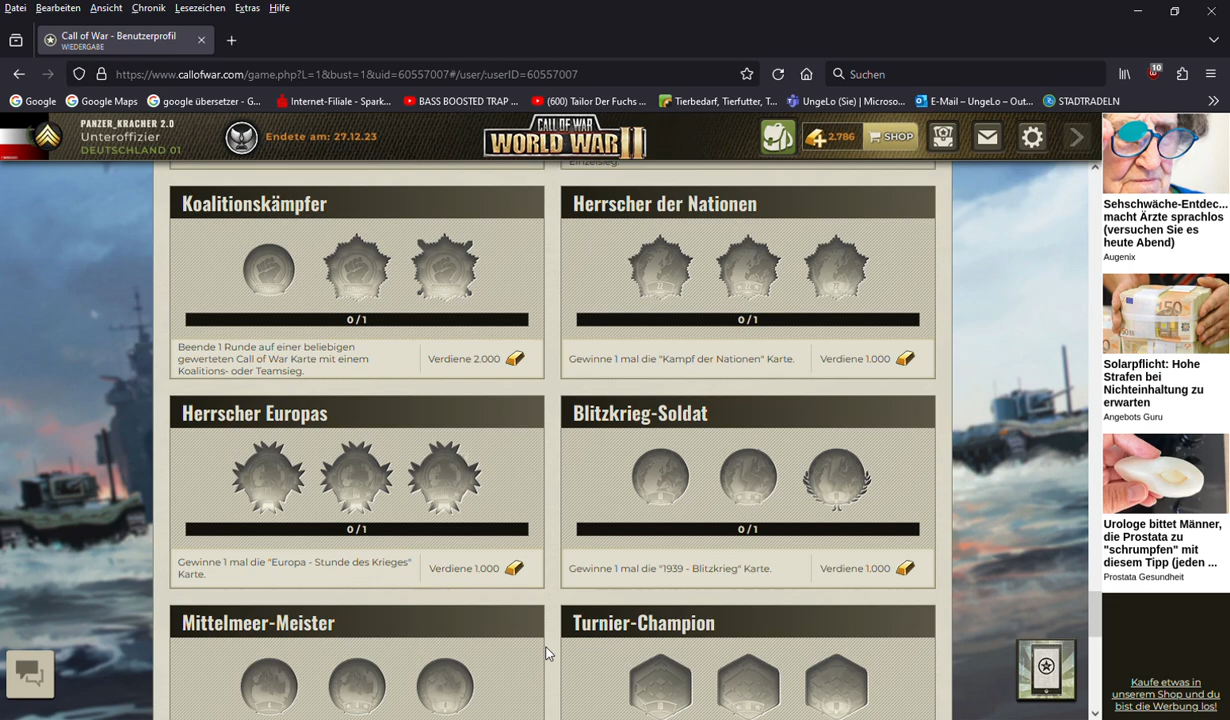 Datei Bearbeiten Ansicht Chronik Lesezeichen Extras Hilfe
Call of War - Benutzerprofil
WIEDERGABE
https://www.callofwar.com/game.php?L=1&bust=1&uid=60557007#/user/:userID=60557007
Suchen
10
Google Google Maps google übersetzer - G... Internet-Filiale - Spark... BASS BOOSTED TRAP ... (600) Tailor Der Fuchs ... Tierbedarf, Tierfutter, T... UngeLo (Sie) | Microso... E-Mail – UngeLo – Out... STADTRADELN
PANZER_KRACHER 2.0
Unteroffizier
DEUTSCHLAND 01
Endete am: 27.12.23
CALL OF WAR
WORLD WAR II
2.786
SHOP
Einzelsieg.
Koalitionskämpfer
0 / 1
Beende 1 Runde auf einer beliebigen
gewerteten Call of War Karte mit einem
Koalitions- oder Teamsieg.
Verdiene 2.000
Herrscher der Nationen
0 / 1
Gewinne 1 mal die "Kampf der Nationen" Karte.
Verdiene 1.000
Herrscher Europas
0 / 1
Gewinne 1 mal die "Europa - Stunde des Krieges"
Karte.
Verdiene 1.000
Blitzkrieg-Soldat
0 / 1
Gewinne 1 mal die "1939 - Blitzkrieg" Karte.
Verdiene 1.000
Mittelmeer-Meister
Turnier-Champion
Sehschwäche-Entdec...
macht Ärzte sprachlos
(versuchen Sie es
heute Abend)
Augenix
Solarpflicht: Hohe
Strafen bei
Nichteinhaltung zu
erwarten
Angebots Guru
Urologe bittet Männer,
die Prostata zu
"schrumpfen" mit
diesem Tipp (jeden ...
Prostata Gesundheit
Kaufe etwas in
unserem Shop und du
bist die Werbung los!